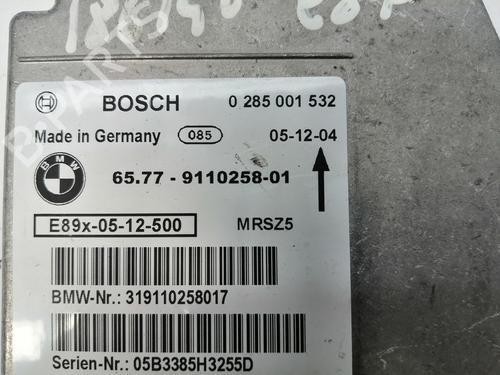 BOSCH 0 285 001 532
Made in Germany 085 05-12-04
BMW 65.77 - 9110258-01
E89x-05-12-500 MRSZ5
BMW-Nr.: 319110258017
Serien-Nr.: 05B3385H3255D